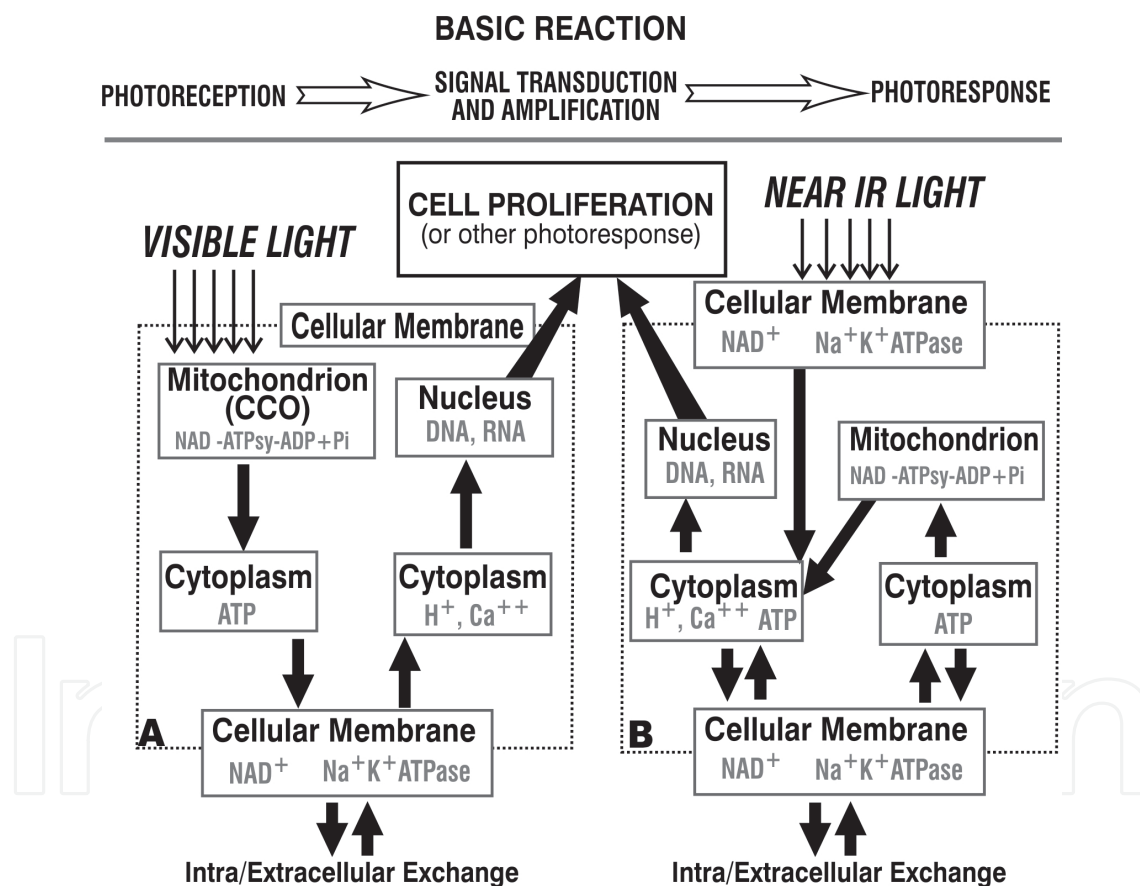 BASIC REACTION
PHOTORECEPTION
SIGNAL TRANSDUCTION
AND AMPLIFICATION
PHOTORESPONSE
CELL PROLIFERATION
(or other photoresponse)
VISIBLE LIGHT
NEAR IR LIGHT
Cellular Membrane
Mitochondrion
(CCO)
NAD -ATPsy-ADP+Pi
Nucleus
DNA, RNA
Cytoplasm
ATP
Cytoplasm
H+, Ca++
A
Cellular Membrane
NAD+ Na+K+ATPase
Intra/Extracellular Exchange
Cellular Membrane
NAD+ Na+K+ATPase
Nucleus
DNA, RNA
Mitochondrion
NAD -ATPsy-ADP+Pi
Cytoplasm
H+, Ca++ ATP
Cytoplasm
ATP
B
Cellular Membrane
NAD+ Na+K+ATPase
Intra/Extracellular Exchange